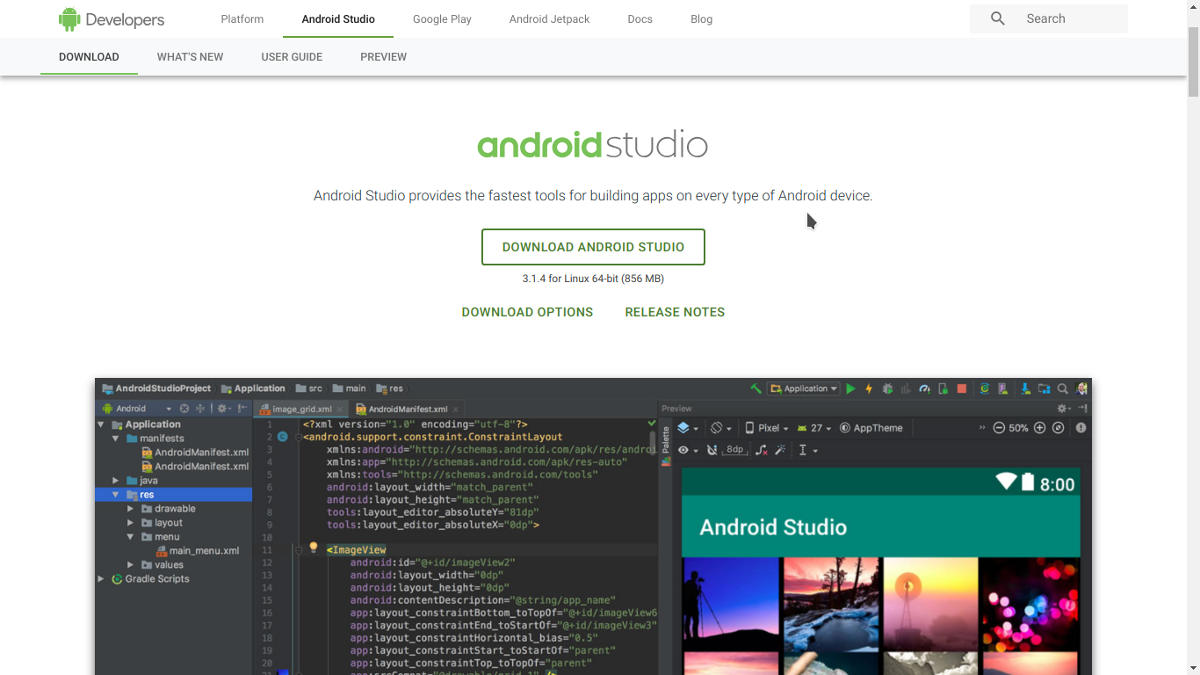 Developers
Platform
Android Studio
Google Play
Android Jetpack
Docs
Blog
Search
DOWNLOAD
WHAT'S NEW
USER GUIDE
PREVIEW
android studio
Android Studio provides the fastest tools for building apps on every type of Android device.
DOWNLOAD ANDROID STUDIO
3.1.4 for Linux 64-bit (856 MB)
DOWNLOAD OPTIONS
RELEASE NOTES
AndroidStudioProject
Application
src
main
res
Application
Android
image_grid.xml
AndroidManifest.xml
Preview
Application
manifests
AndroidManifest.xml
AndroidManifest.xml
java
res
drawable
layout
menu
main_menu.xml
values
Gradle Scripts
1 <?xml version="1.0" encoding="utf-8"?>
2 <android.support.constraint.ConstraintLayout
3 xmlns:android="http://schemas.android.com/apk/res/androi
4 xmlns:app="http://schemas.android.com/apk/res-auto"
5 xmlns:tools="http://schemas.android.com/tools"
6 android:layout_width="match_parent"
7 android:layout_height="match_parent"
8 tools:layout_editor_absoluteY="81dp"
9 tools:layout_editor_absoluteX="0dp">
10
11 <ImageView
12 android:id="@+id/imageView2"
13 android:layout_width="0dp"
14 android:layout_height="0dp"
15 android:contentDescription="@string/app_name"
16 app:layout_constraintBottom_toTopOf="@+id/imageView6
17 app:layout_constraintEnd_toStartOf="@+id/imageView3"
18 app:layout_constraintHorizontal_bias="0.5"
19 app:layout_constraintStart_toStartOf="parent"
20 app:layout_constraintTop_toTopOf="parent"
Palette
Pixel
27
AppTheme
50%
8dp
8:00
Android Studio